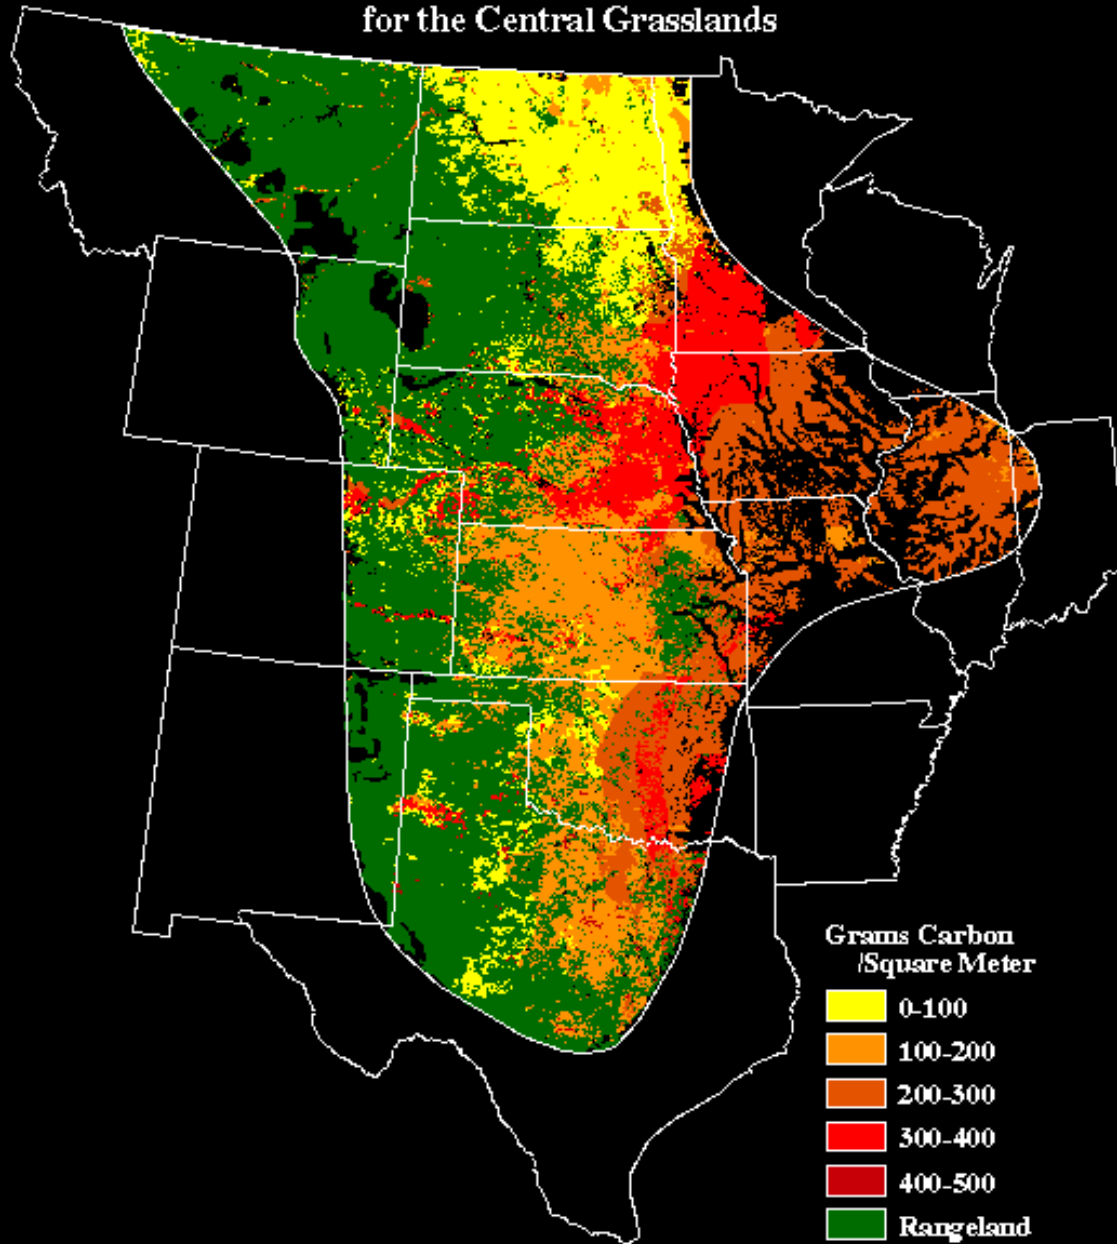 for the Central Grasslands
Grams Carbon
/Square Meter
0-100
100-200
200-300
300-400
400-500
Rangeland